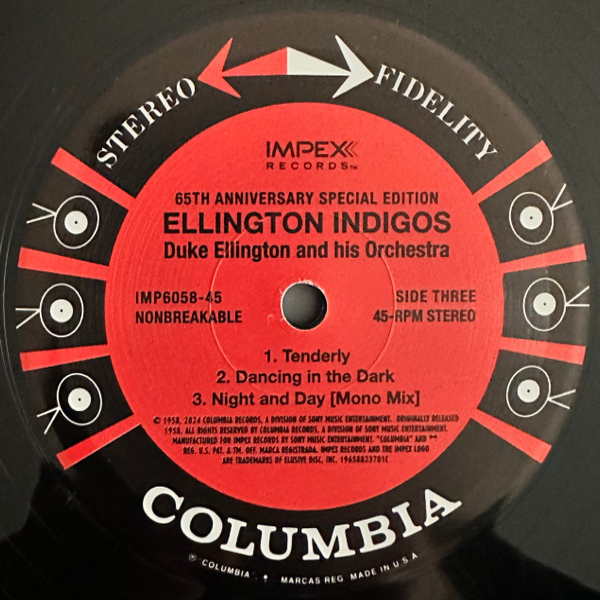 STEREO FIDELITY
IMPEX
RECORDS™
65TH ANNIVERSARY SPECIAL EDITION
ELLINGTON INDIGOS
Duke Ellington and his Orchestra
IMP6058-45 SIDE THREE
NONBREAKABLE 45-RPM STEREO
1. Tenderly
2. Dancing in the Dark
3. Night and Day [Mono Mix]
© 1958, 2024 COLUMBIA RECORDS, A DIVISION OF SONY MUSIC ENTERTAINMENT. ORIGINALLY RELEASED
1958. ALL RIGHTS RESERVED BY COLUMBIA RECORDS, A DIVISION OF SONY MUSIC ENTERTAINMENT.
MANUFACTURED FOR IMPEX RECORDS BY SONY MUSIC ENTERTAINMENT. "COLUMBIA" AND
REG. U.S. PAT. & TM. OFF. MARCA REGISTRADA. IMPEX RECORDS AND THE IMPEX LOGO
ARE TRADEMARKS OF ELUSIVE DISC, INC. 19658823701C
COLUMBIA
® "COLUMBIA" MARCAS REG. MADE IN U.S.A.